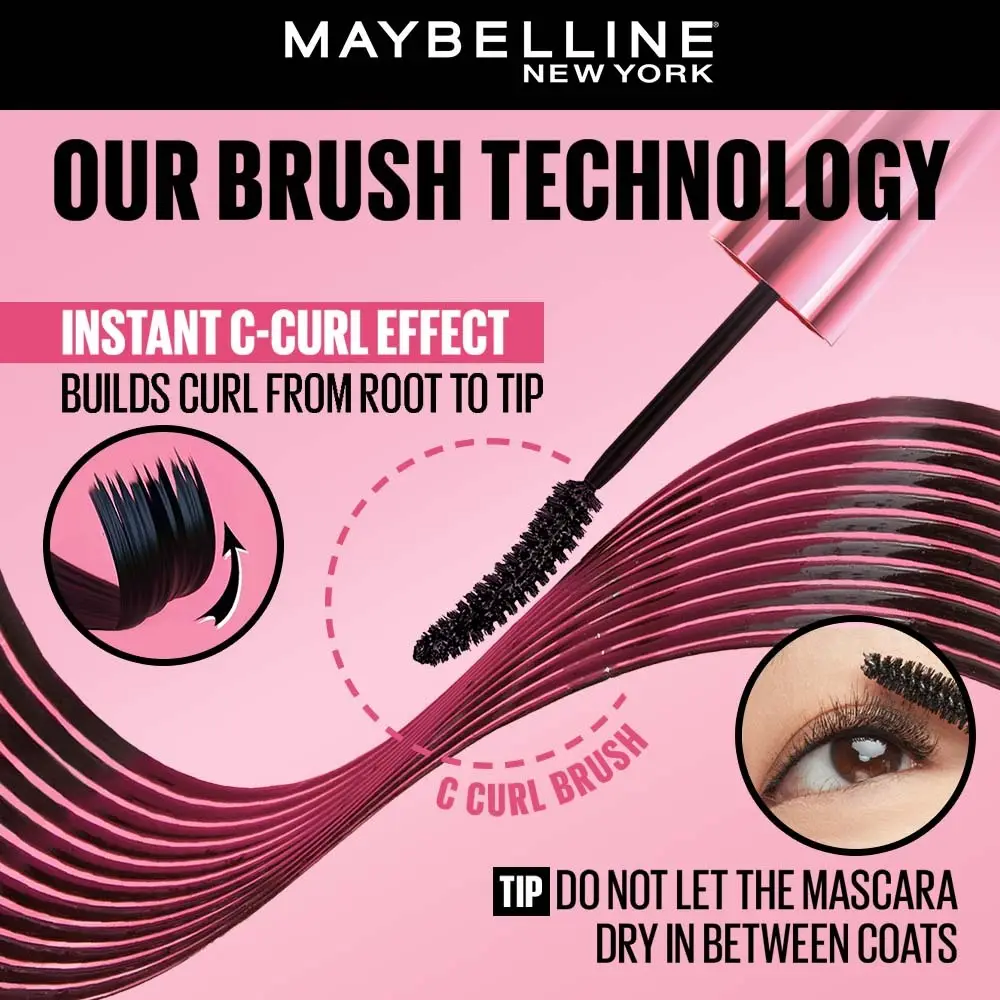 MAYBELLINE
NEW YORK
OUR BRUSH TECHNOLOGY
INSTANT C-CURL EFFECT
BUILDS CURL FROM ROOT TO TIP
C CURL BRUSH
TIP DO NOT LET THE MASCARA
DRY IN BETWEEN COATS